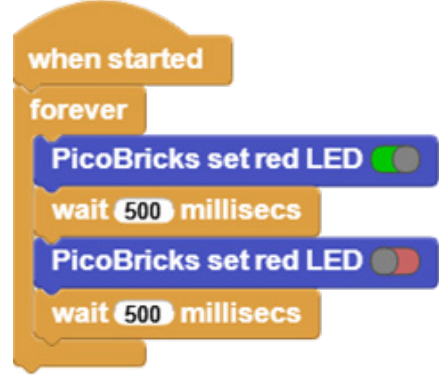 when started
forever
PicoBricks set red LED
wait 500 millisecs
PicoBricks set red LED
wait 500 millisecs